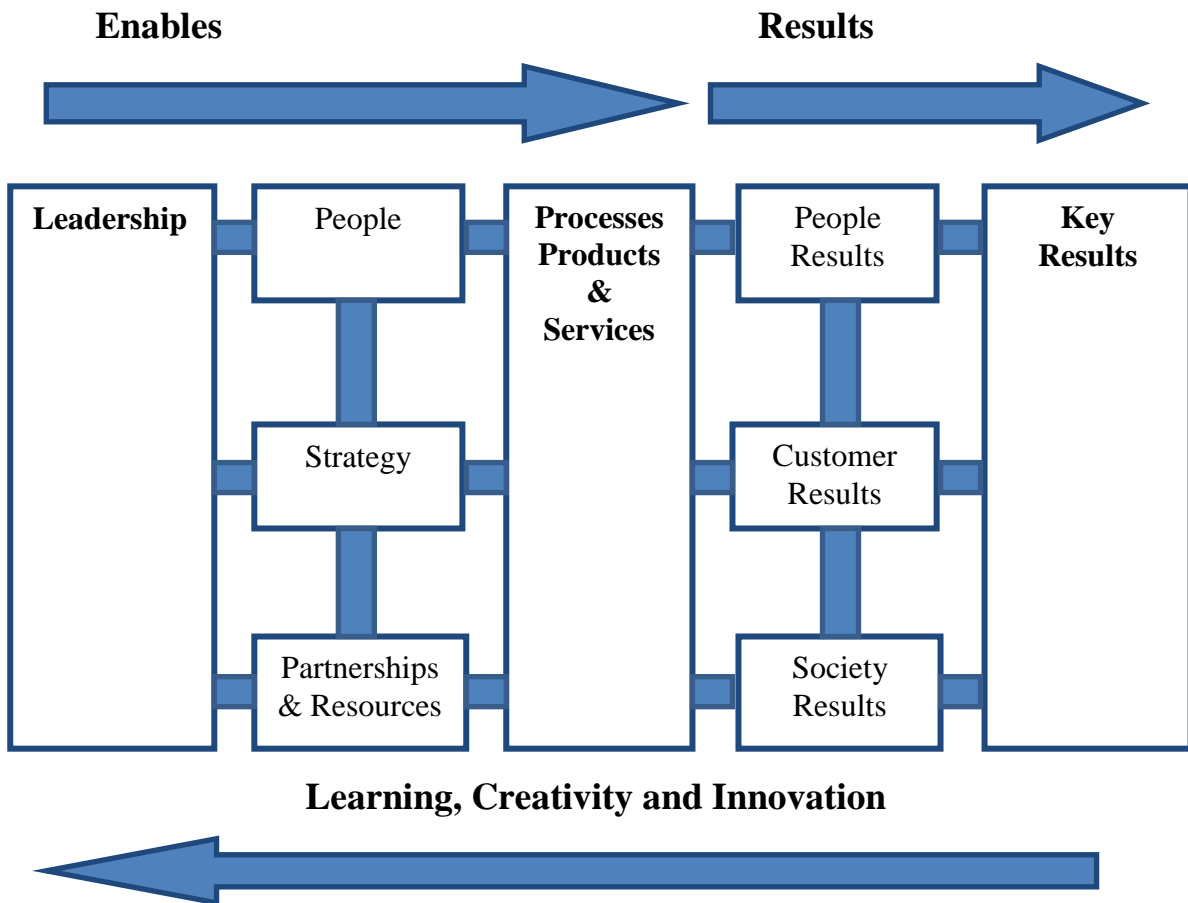 Enables
Results
Leadership
People
Processes
Products
&
Services
People
Results
Key
Results
Strategy
Customer
Results
Partnerships
& Resources
Society
Results
Learning, Creativity and Innovation